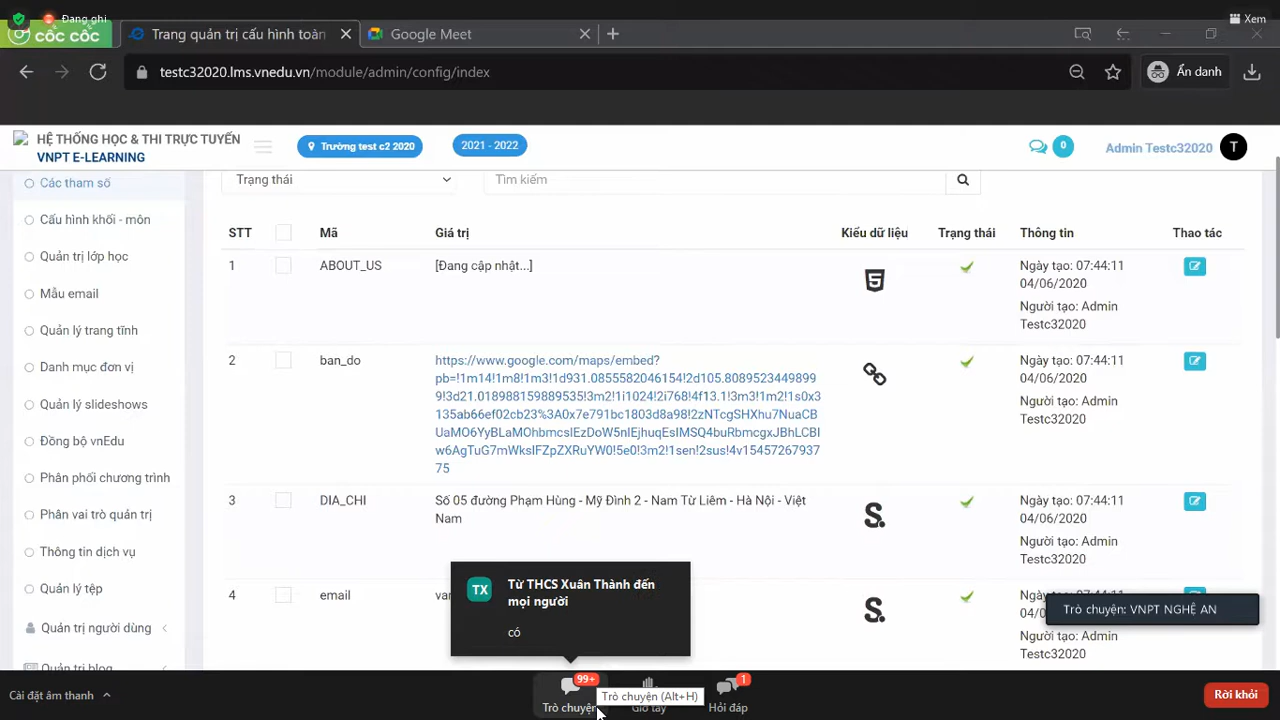 Đang ghi
Xem
cốc cốc
Trang quản trị cấu hình toàn
Google Meet
testc32020.lms.vnedu.vn/module/admin/config/index
Ẩn danh
HỆ THỐNG HỌC & THI TRỰC TUYẾN
VNPT E-LEARNING
Trường test c2 2020
2021 - 2022
0
Admin Testc32020
T
Các tham số
Cấu hình khối - môn
Quản trị lớp học
Mẫu email
Quản lý trang tĩnh
Danh mục đơn vị
Quản lý slideshows
Đồng bộ vnEdu
Phân phối chương trình
Phân vai trò quản trị
Thông tin dịch vụ
Quản lý tệp
Quản trị người dùng
Quản trị blog
Trạng thái
Tìm kiếm
STT Mã Giá trị Kiểu dữ liệu Trạng thái Thông tin Thao tác
1 ABOUT_US [Đang cập nhật...] Ngày tạo: 07:44:11
04/06/2020
Người tạo: Admin
Testc32020
2 ban_do https://www.google.com/maps/embed? Ngày tạo: 07:44:11
pb=!1m14!1m8!1m3!1d931.0855582046154!2d105.8089523449899 04/06/2020
9!3d21.018988159889535!3m2!1i1024!2i768!4f13.1!3m3!1m2!1s0x3 Người tạo: Admin
135ab66ef02cb23%3A0x7e791bc1803d8a98!2zNTcgSHXhu7NuaCB Testc32020
UaMO6YyBLaMOhbmcsIEzDoW5nIEjhuqEsIMSQ4buRbmcgxJBhLCBI
w6AgTuG7mWksIFZpZXRuYW0!5e0!3m2!1sen!2sus!4v15457267937
75
3 DIA_CHI Số 05 đường Phạm Hùng - Mỹ Đình 2 - Nam Từ Liêm - Hà Nội - Việt Ngày tạo: 07:44:11
Nam 04/06/2020
Người tạo: Admin
Testc32020
4 email
Người tạo: Admin
Testc32020
TX
Từ THCS Xuân Thành đến
mọi người
có
Trò chuyện: VNPT NGHỆ AN
Cài đặt âm thanh
99+
Trò chuyện
Trò chuyện (Alt+H)
Giơ tay
1
Hỏi đáp
Rời khỏi